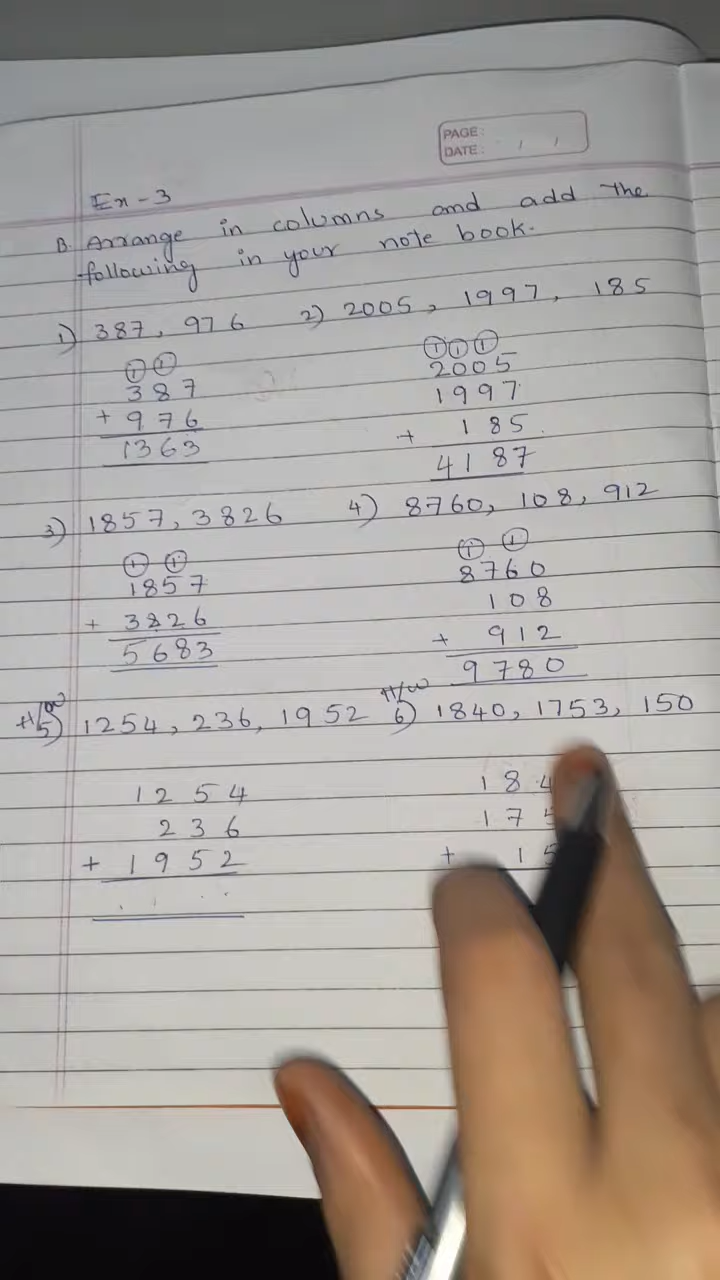 PAGE:
DATE: / /
Ex-3
B. Arrange in columns and add the
following in your note book.
1) 387, 976 2) 2005, 1997, 185
1 1
387
+ 976
1363
1 1 1
2005
1997
+ 185
4187
3) 1857, 3826 4) 8760, 108, 912
1 1
1857
+ 3826
5683
1 1
8760
108
+ 912
9780
H/W 5) 1254, 236, 1952 H/W 6) 1840, 1753, 150
1254
236
+ 1952
184
175
+ 15